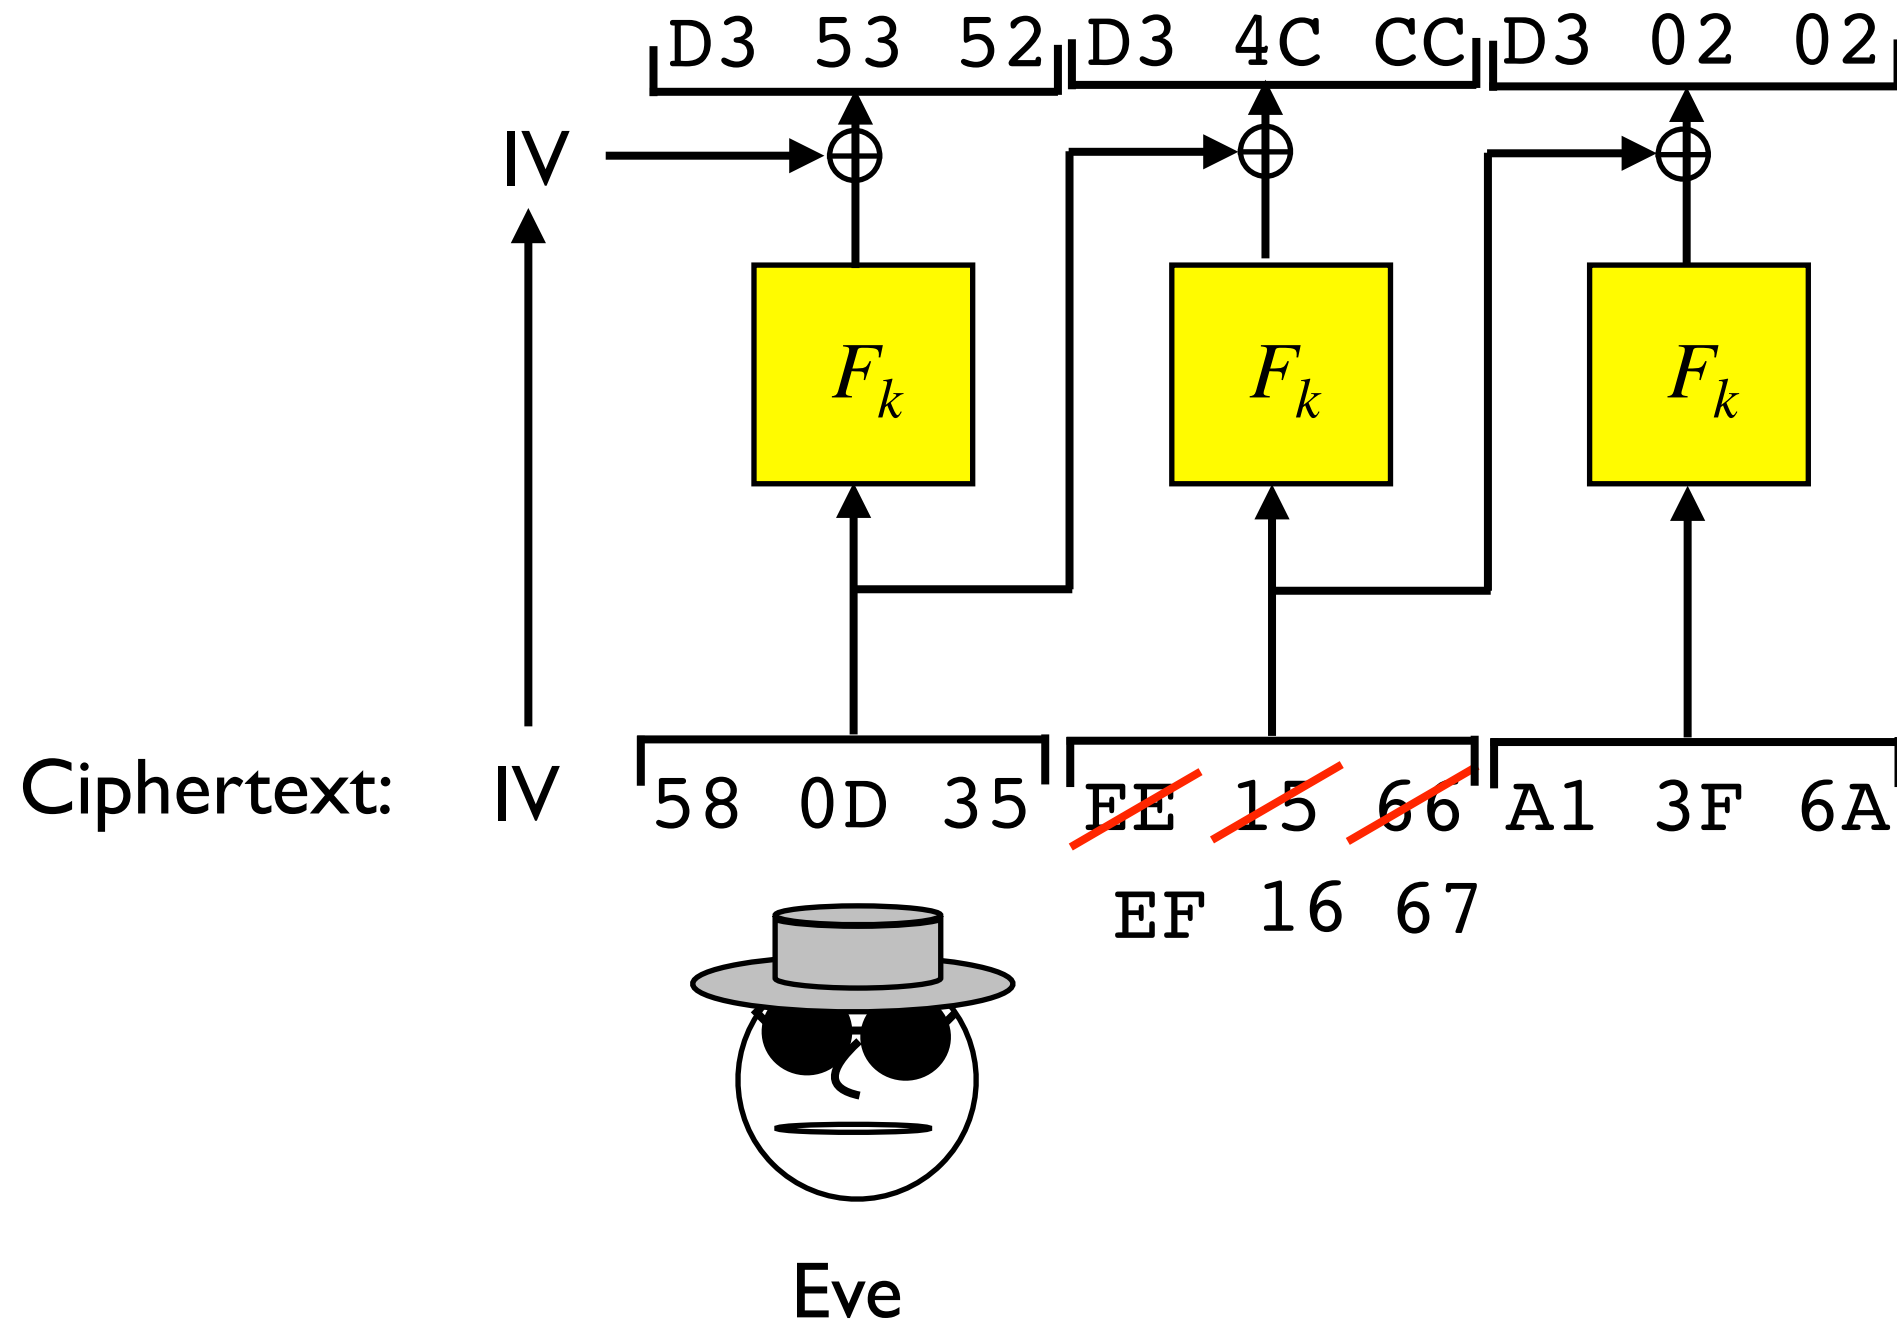 D3 53 52 D3 4C CC D3 02 02
IV
Fk Fk Fk
Ciphertext: IV 58 0D 35 EE 15 66 A1 3F 6A
EF 16 67
Eve